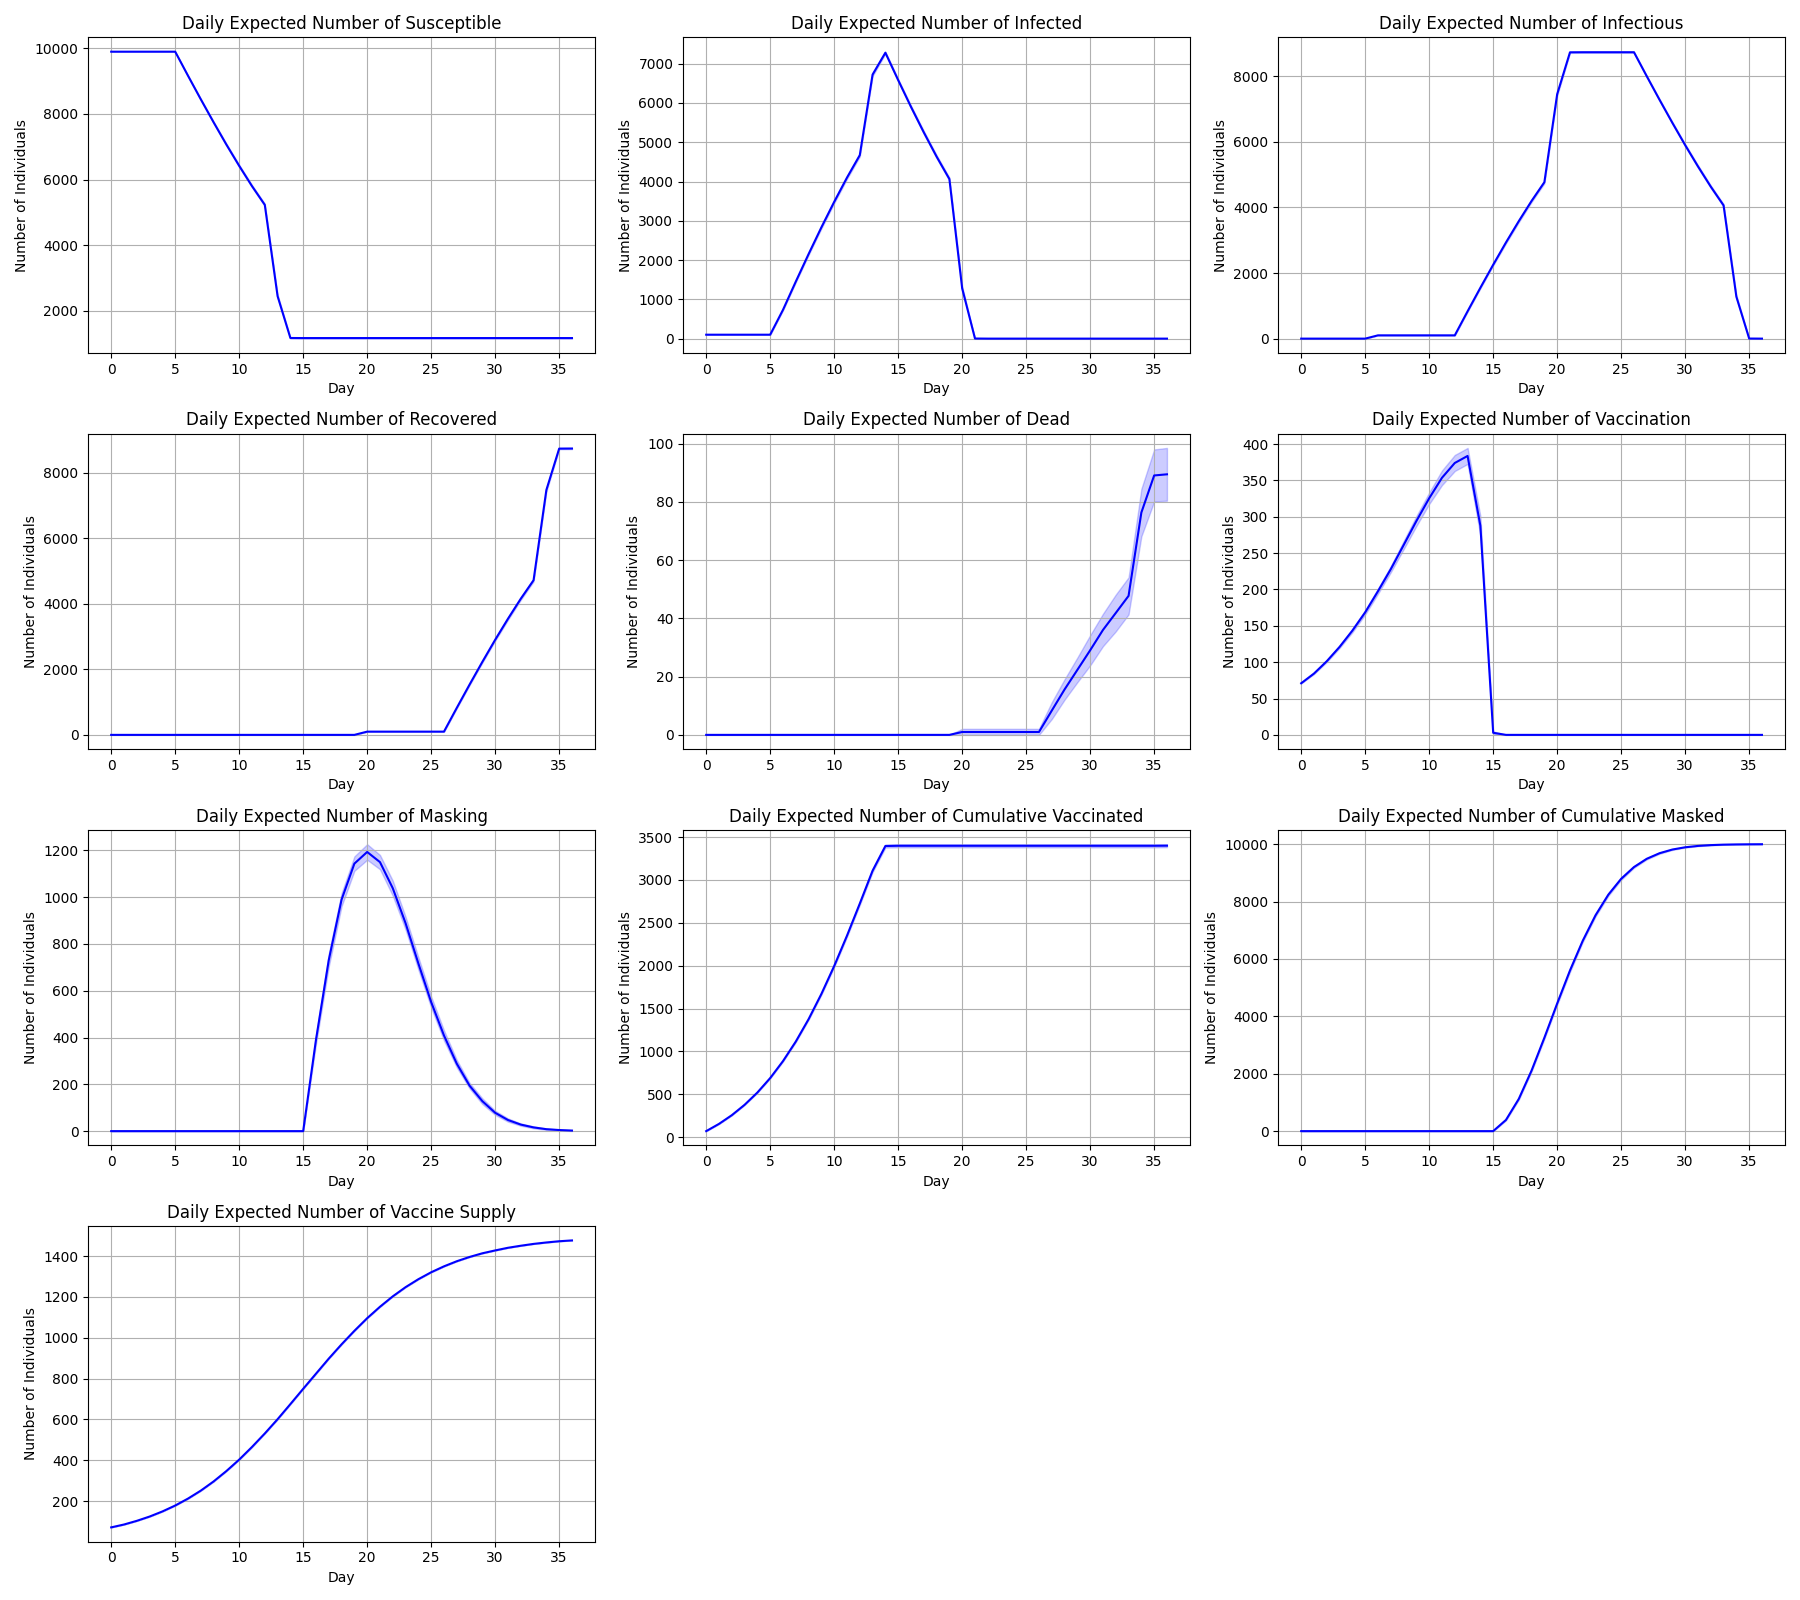 Daily Expected Number of Susceptible
Number of Individuals
10000
8000
6000
4000
2000
0 5 10 15 20 25 30 35
Day
Daily Expected Number of Infected
Number of Individuals
7000
6000
5000
4000
3000
2000
1000
0
0 5 10 15 20 25 30 35
Day
Daily Expected Number of Infectious
Number of Individuals
8000
6000
4000
2000
0
0 5 10 15 20 25 30 35
Day
Daily Expected Number of Recovered
Number of Individuals
8000
6000
4000
2000
0
0 5 10 15 20 25 30 35
Day
Daily Expected Number of Dead
Number of Individuals
100
80
60
40
20
0
0 5 10 15 20 25 30 35
Day
Daily Expected Number of Vaccination
Number of Individuals
400
350
300
250
200
150
100
50
0
0 5 10 15 20 25 30 35
Day
Daily Expected Number of Masking
Number of Individuals
1200
1000
800
600
400
200
0
0 5 10 15 20 25 30 35
Day
Daily Expected Number of Cumulative Vaccinated
Number of Individuals
3500
3000
2500
2000
1500
1000
500
0
0 5 10 15 20 25 30 35
Day
Daily Expected Number of Cumulative Masked
Number of Individuals
10000
8000
6000
4000
2000
0
0 5 10 15 20 25 30 35
Day
Daily Expected Number of Vaccine Supply
Number of Individuals
1400
1200
1000
800
600
400
200
0 5 10 15 20 25 30 35
Day